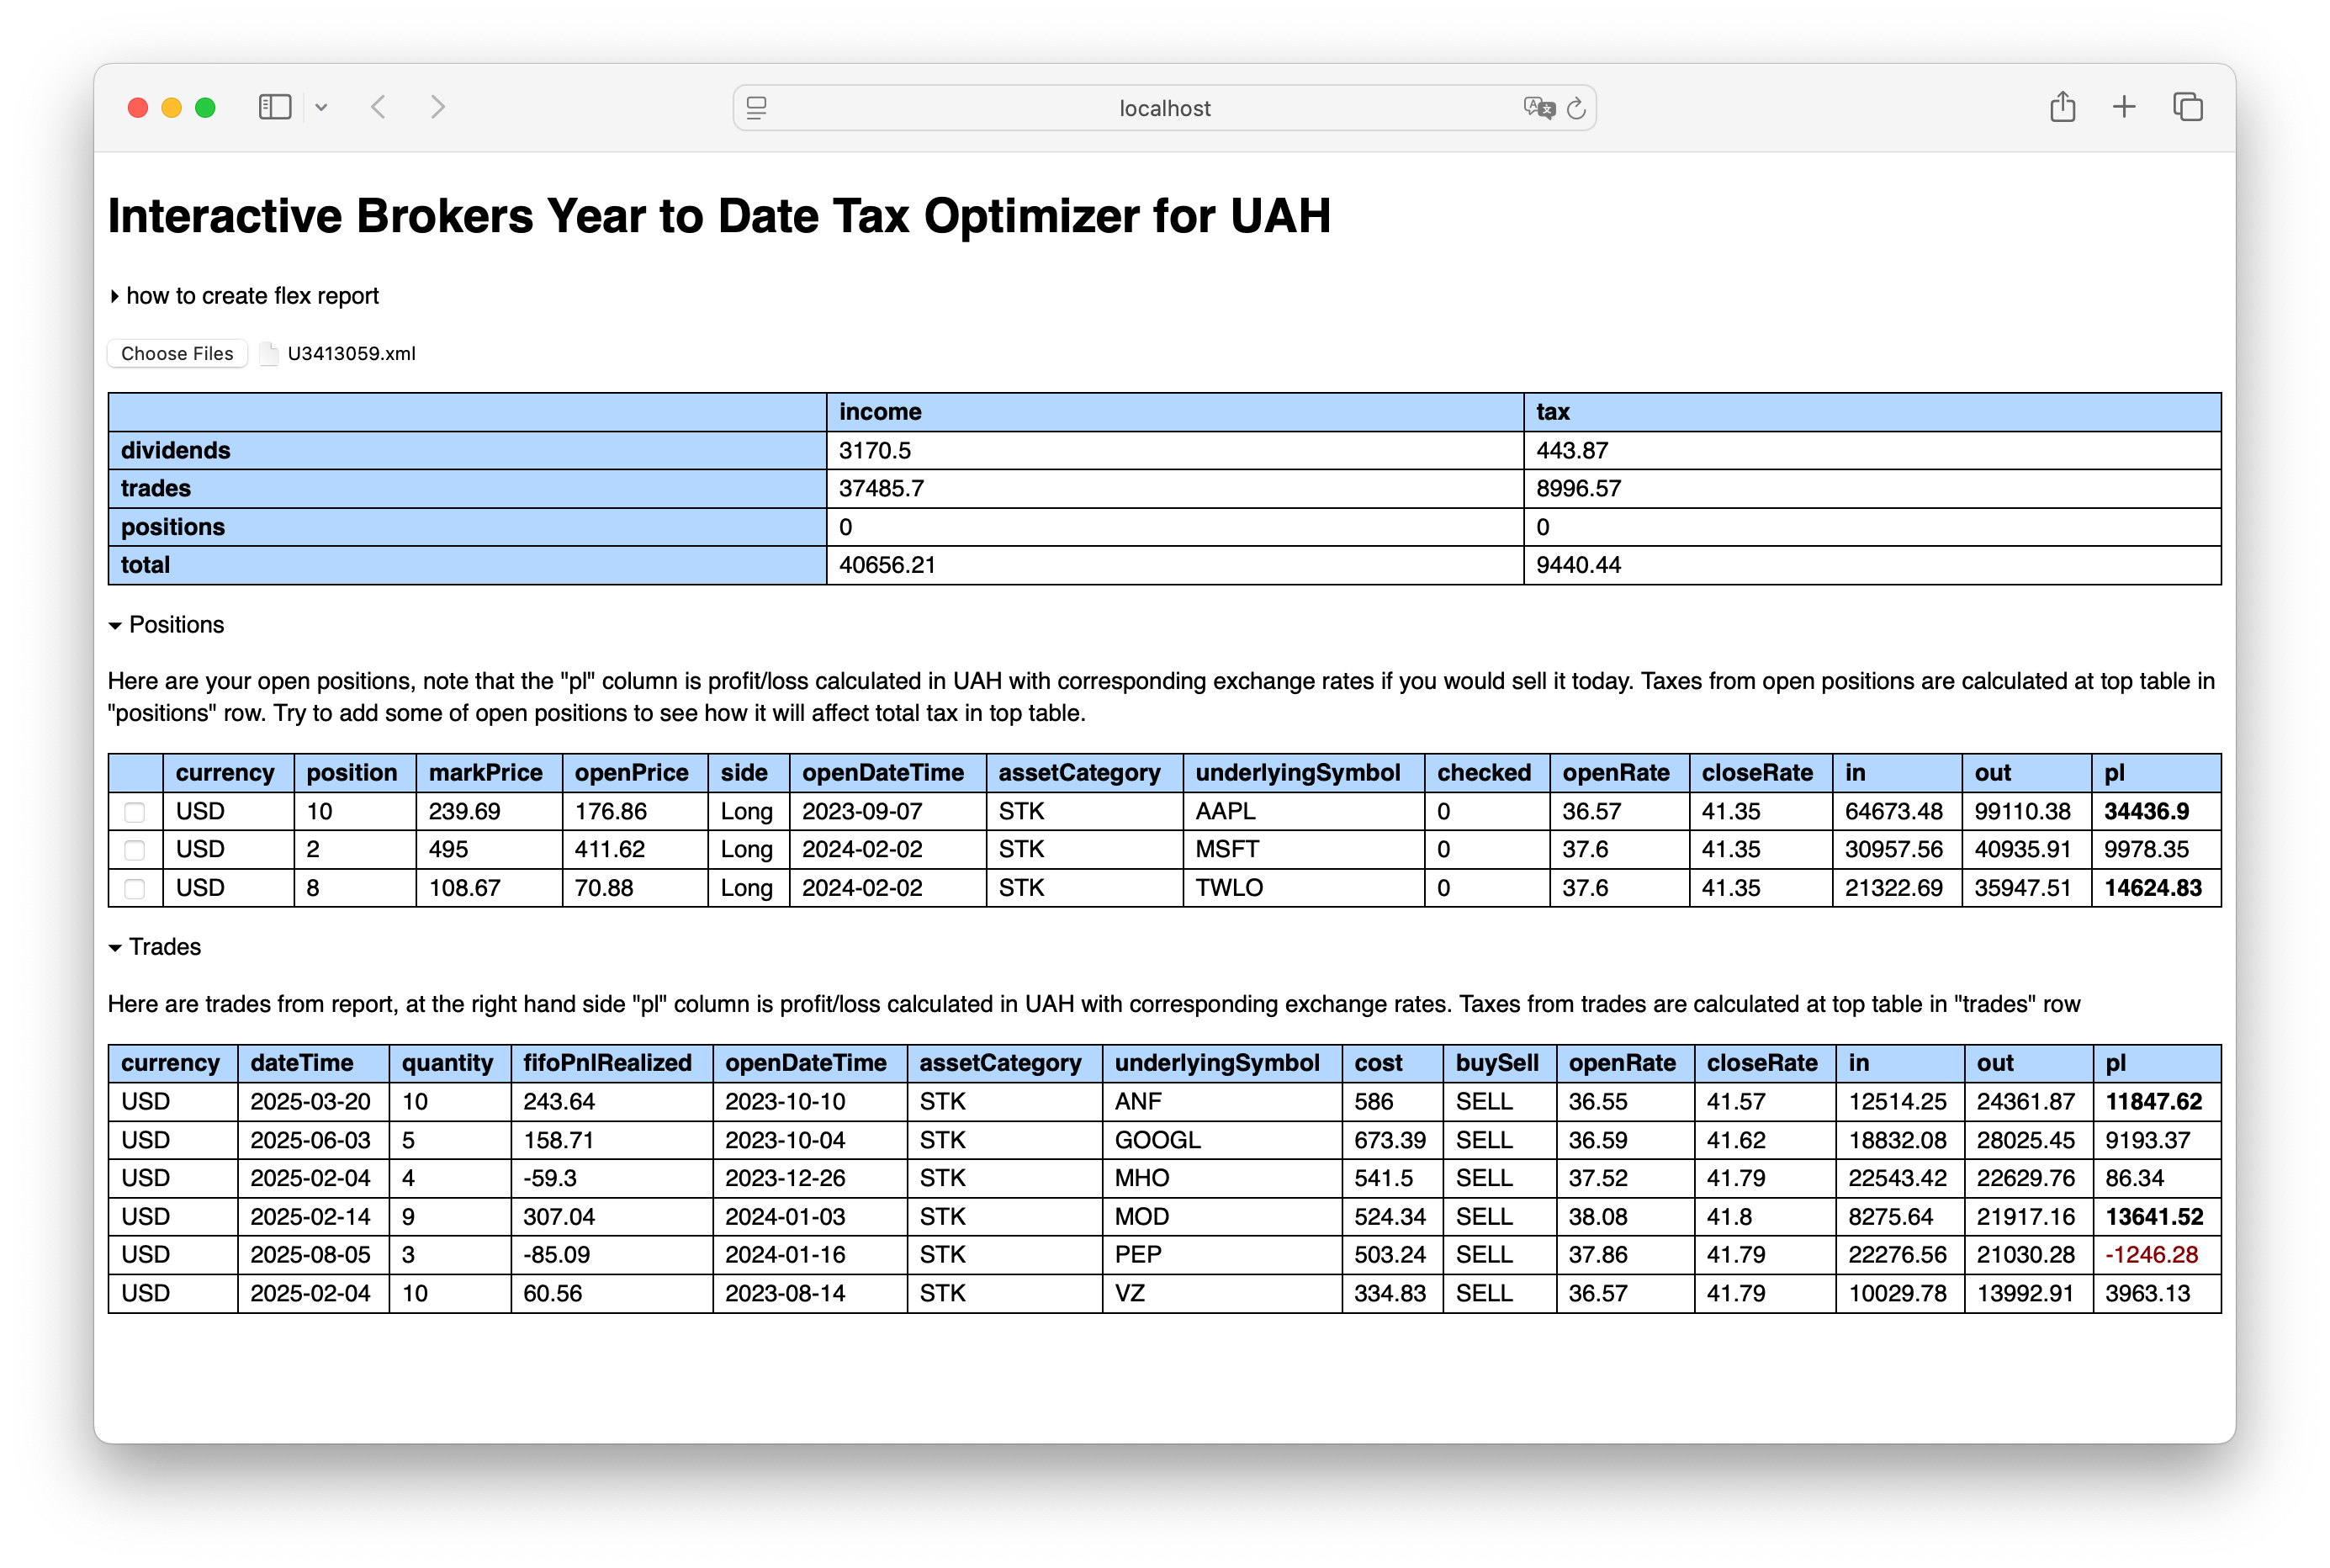 localhost
Interactive Brokers Year to Date Tax Optimizer for UAH
how to create flex report
Choose Files U3413059.xml
income tax
dividends 3170.5 443.87
trades 37485.7 8996.57
positions 0 0
total 40656.21 9440.44
Positions
Here are your open positions, note that the "pl" column is profit/loss calculated in UAH with corresponding exchange rates if you would sell it today. Taxes from open positions are calculated at top table in
"positions" row. Try to add some of open positions to see how it will affect total tax in top table.
currency position markPrice openPrice side openDateTime assetCategory underlyingSymbol checked openRate closeRate in out pl
USD 10 239.69 176.86 Long 2023-09-07 STK AAPL 0 36.57 41.35 64673.48 99110.38 34436.9
USD 2 495 411.62 Long 2024-02-02 STK MSFT 0 37.6 41.35 30957.56 40935.91 9978.35
USD 8 108.67 70.88 Long 2024-02-02 STK TWLO 0 37.6 41.35 21322.69 35947.51 14624.83
Trades
Here are trades from report, at the right hand side "pl" column is profit/loss calculated in UAH with corresponding exchange rates. Taxes from trades are calculated at top table in "trades" row
currency dateTime quantity fifoPnlRealized openDateTime assetCategory underlyingSymbol cost buySell openRate closeRate in out pl
USD 2025-03-20 10 243.64 2023-10-10 STK ANF 586 SELL 36.55 41.57 12514.25 24361.87 11847.62
USD 2025-06-03 5 158.71 2023-10-04 STK GOOGL 673.39 SELL 36.59 41.62 18832.08 28025.45 9193.37
USD 2025-02-04 4 -59.3 2023-12-26 STK MHO 541.5 SELL 37.52 41.79 22543.42 22629.76 86.34
USD 2025-02-14 9 307.04 2024-01-03 STK MOD 524.34 SELL 38.08 41.8 8275.64 21917.16 13641.52
USD 2025-08-05 3 -85.09 2024-01-16 STK PEP 503.24 SELL 37.86 41.79 22276.56 21030.28 -1246.28
USD 2025-02-04 10 60.56 2023-08-14 STK VZ 334.83 SELL 36.57 41.79 10029.78 13992.91 3963.13